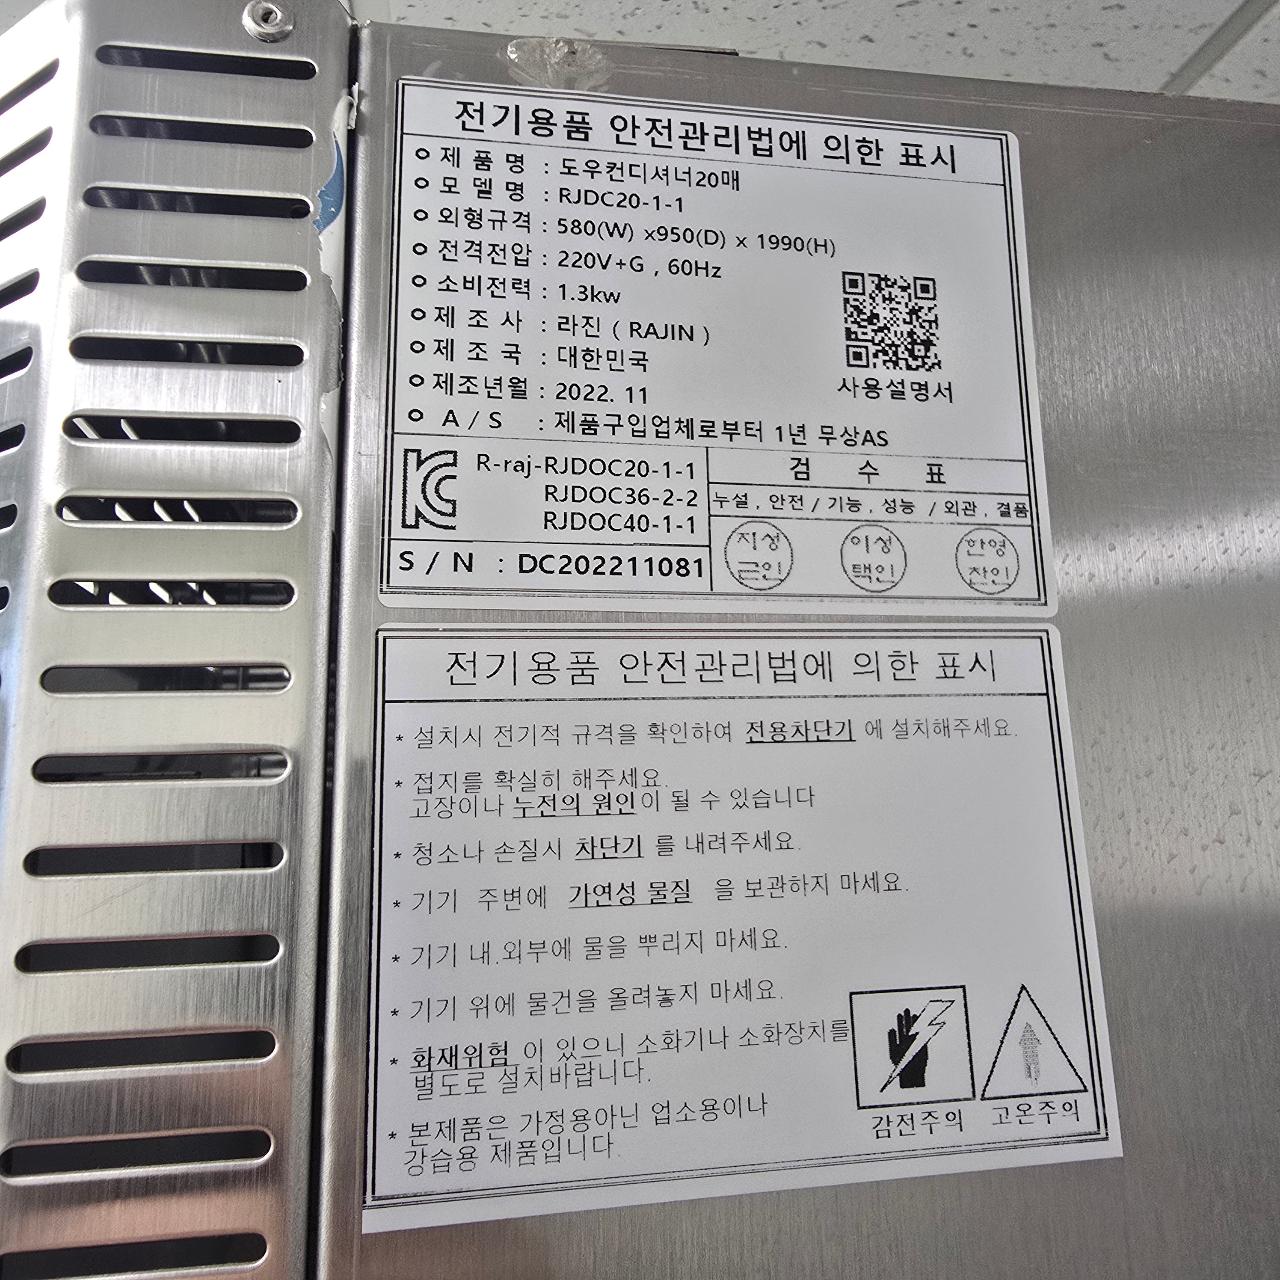 전기용품 안전관리법에 의한 표시
제 품 명 : 도우컨디셔너20매
모 델 명 : RJDC20-1-1
외형규격 : 580(W) x950(D) x 1990(H)
전격전압 : 220V+G , 60Hz
소비전력 : 1.3kw
제 조 사 : 라진 ( RAJIN )
제 조 국 : 대한민국
제조년월 : 2022. 11
A / S : 제품구입업체로부터 1년 무상AS
사용설명서
R-raj-RJDOC20-1-1
RJDOC36-2-2
RJDOC40-1-1
S / N : DC202211081
검 수 표
누설 , 안전 / 기능 , 성능 / 외관 , 결품
지성
근인
이성
택인
한영
찬인
전기용품 안전관리법에 의한 표시
* 설치시 전기적 규격을 확인하여 전용차단기 에 설치해주세요.
* 접지를 확실히 해주세요.
고장이나 누전의 원인이 될 수 있습니다
* 청소나 손질시 차단기 를 내려주세요.
* 기기 주변에 가연성 물질 을 보관하지 마세요.
* 기기 내.외부에 물을 뿌리지 마세요.
* 기기 위에 물건을 올려놓지 마세요.
* 화재위험 이 있으니 소화기나 소화장치를
별도로 설치바랍니다.
* 본제품은 가정용아닌 업소용이나
강습용 제품입니다.
감전주의
고온주의